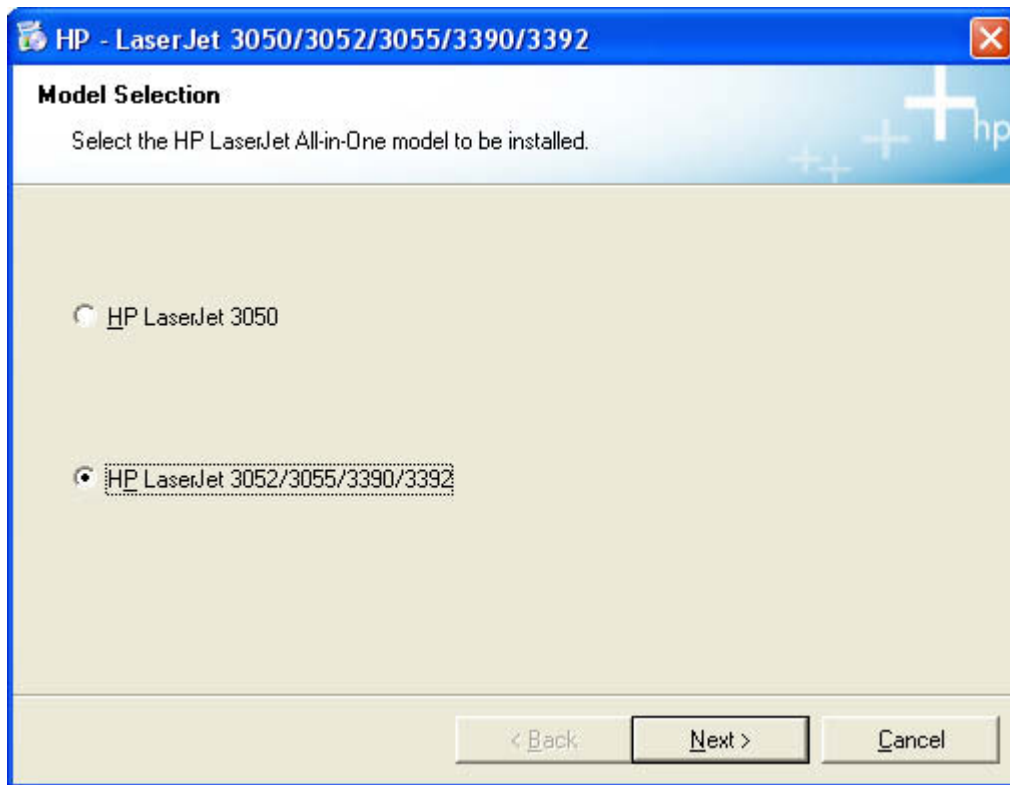 HP - LaserJet 3050/3052/3055/3390/3392
Model Selection
Select the HP LaserJet All-in-One model to be installed.
hp
HP LaserJet 3050
HP LaserJet 3052/3055/3390/3392
< Back
Next >
Cancel